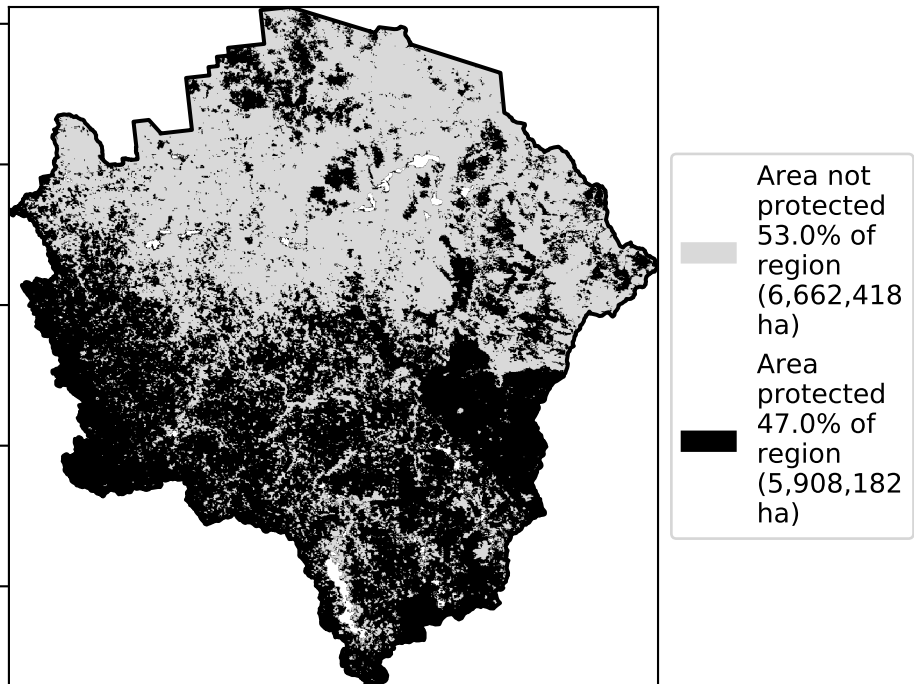 Area not
protected
53.0% of
region
(6,662,418
ha)
Area
protected
47.0% of
region
(5,908,182
ha)